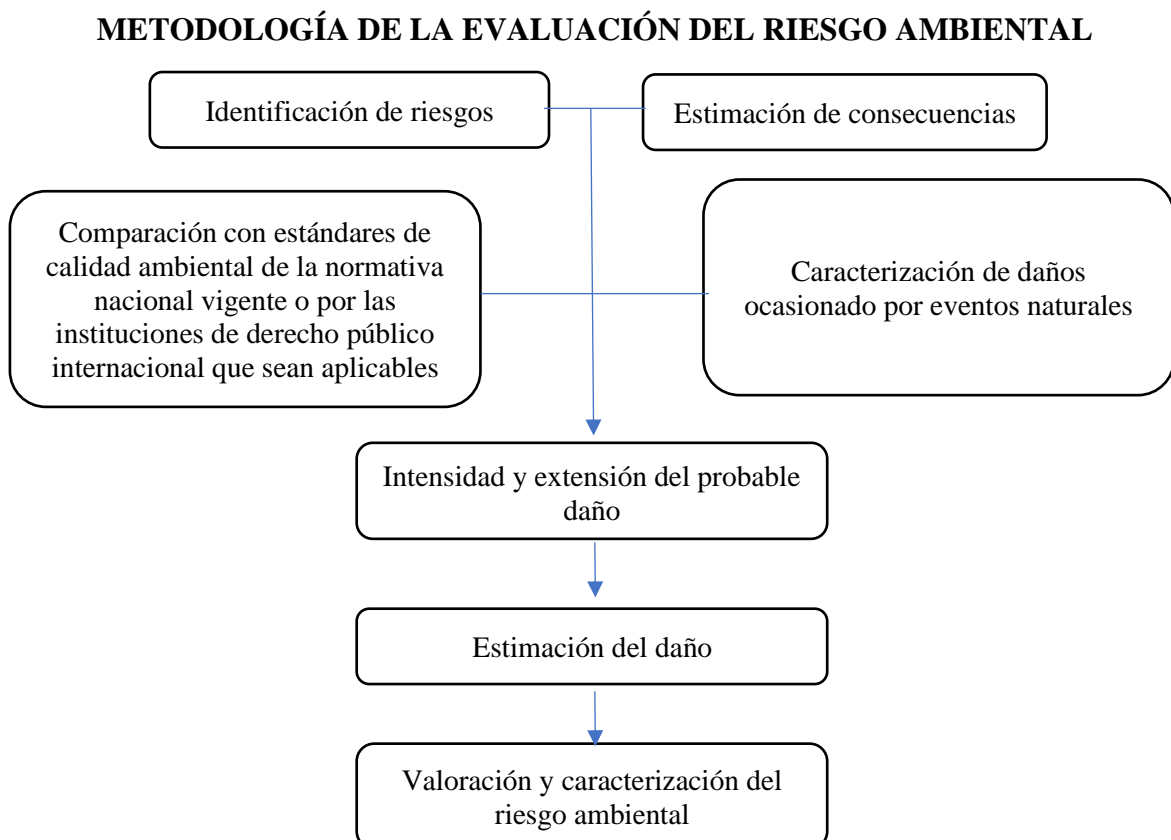 METODOLOGÍA DE LA EVALUACIÓN DEL RIESGO AMBIENTAL
Identificación de riesgos
Estimación de consecuencias
Comparación con estándares de
calidad ambiental de la normativa
nacional vigente o por las
instituciones de derecho público
internacional que sean aplicables
Caracterización de daños
ocasionado por eventos naturales
Intensidad y extensión del probable
daño
Estimación del daño
Valoración y caracterización del
riesgo ambiental